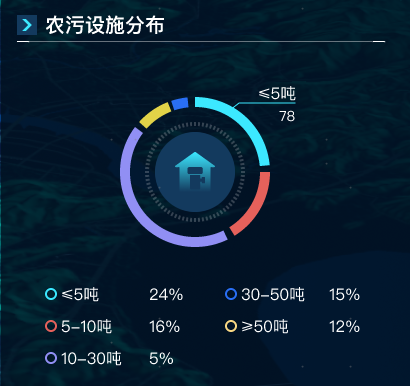 农污设施分布
≤5吨
78
≤5吨 24% 30-50吨 15%
5-10吨 16% ≥50吨 12%
10-30吨 5%